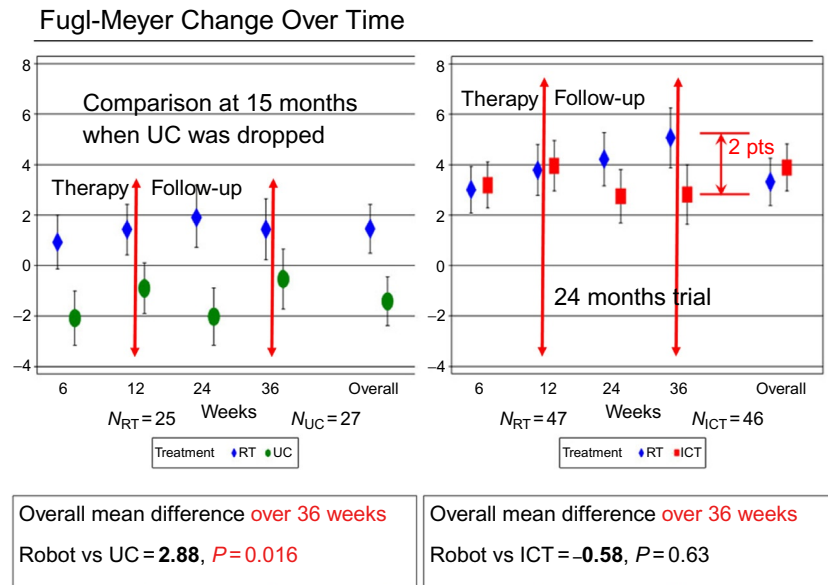 Fugl-Meyer Change Over Time
8
6
4
2
0
−2
−4
Comparison at 15 months
when UC was dropped
Therapy Follow-up
6 12 24 36 Overall
Weeks
N_RT = 25 N_UC = 27
Treatment RT UC
8
6
4
2
0
−2
−4
Therapy Follow-up
2 pts
24 months trial
6 12 24 36 Overall
Weeks
N_RT = 47 N_ICT = 46
Treatment RT ICT
Overall mean difference over 36 weeks
Robot vs UC = 2.88, P = 0.016
Overall mean difference over 36 weeks
Robot vs ICT = −0.58, P = 0.63